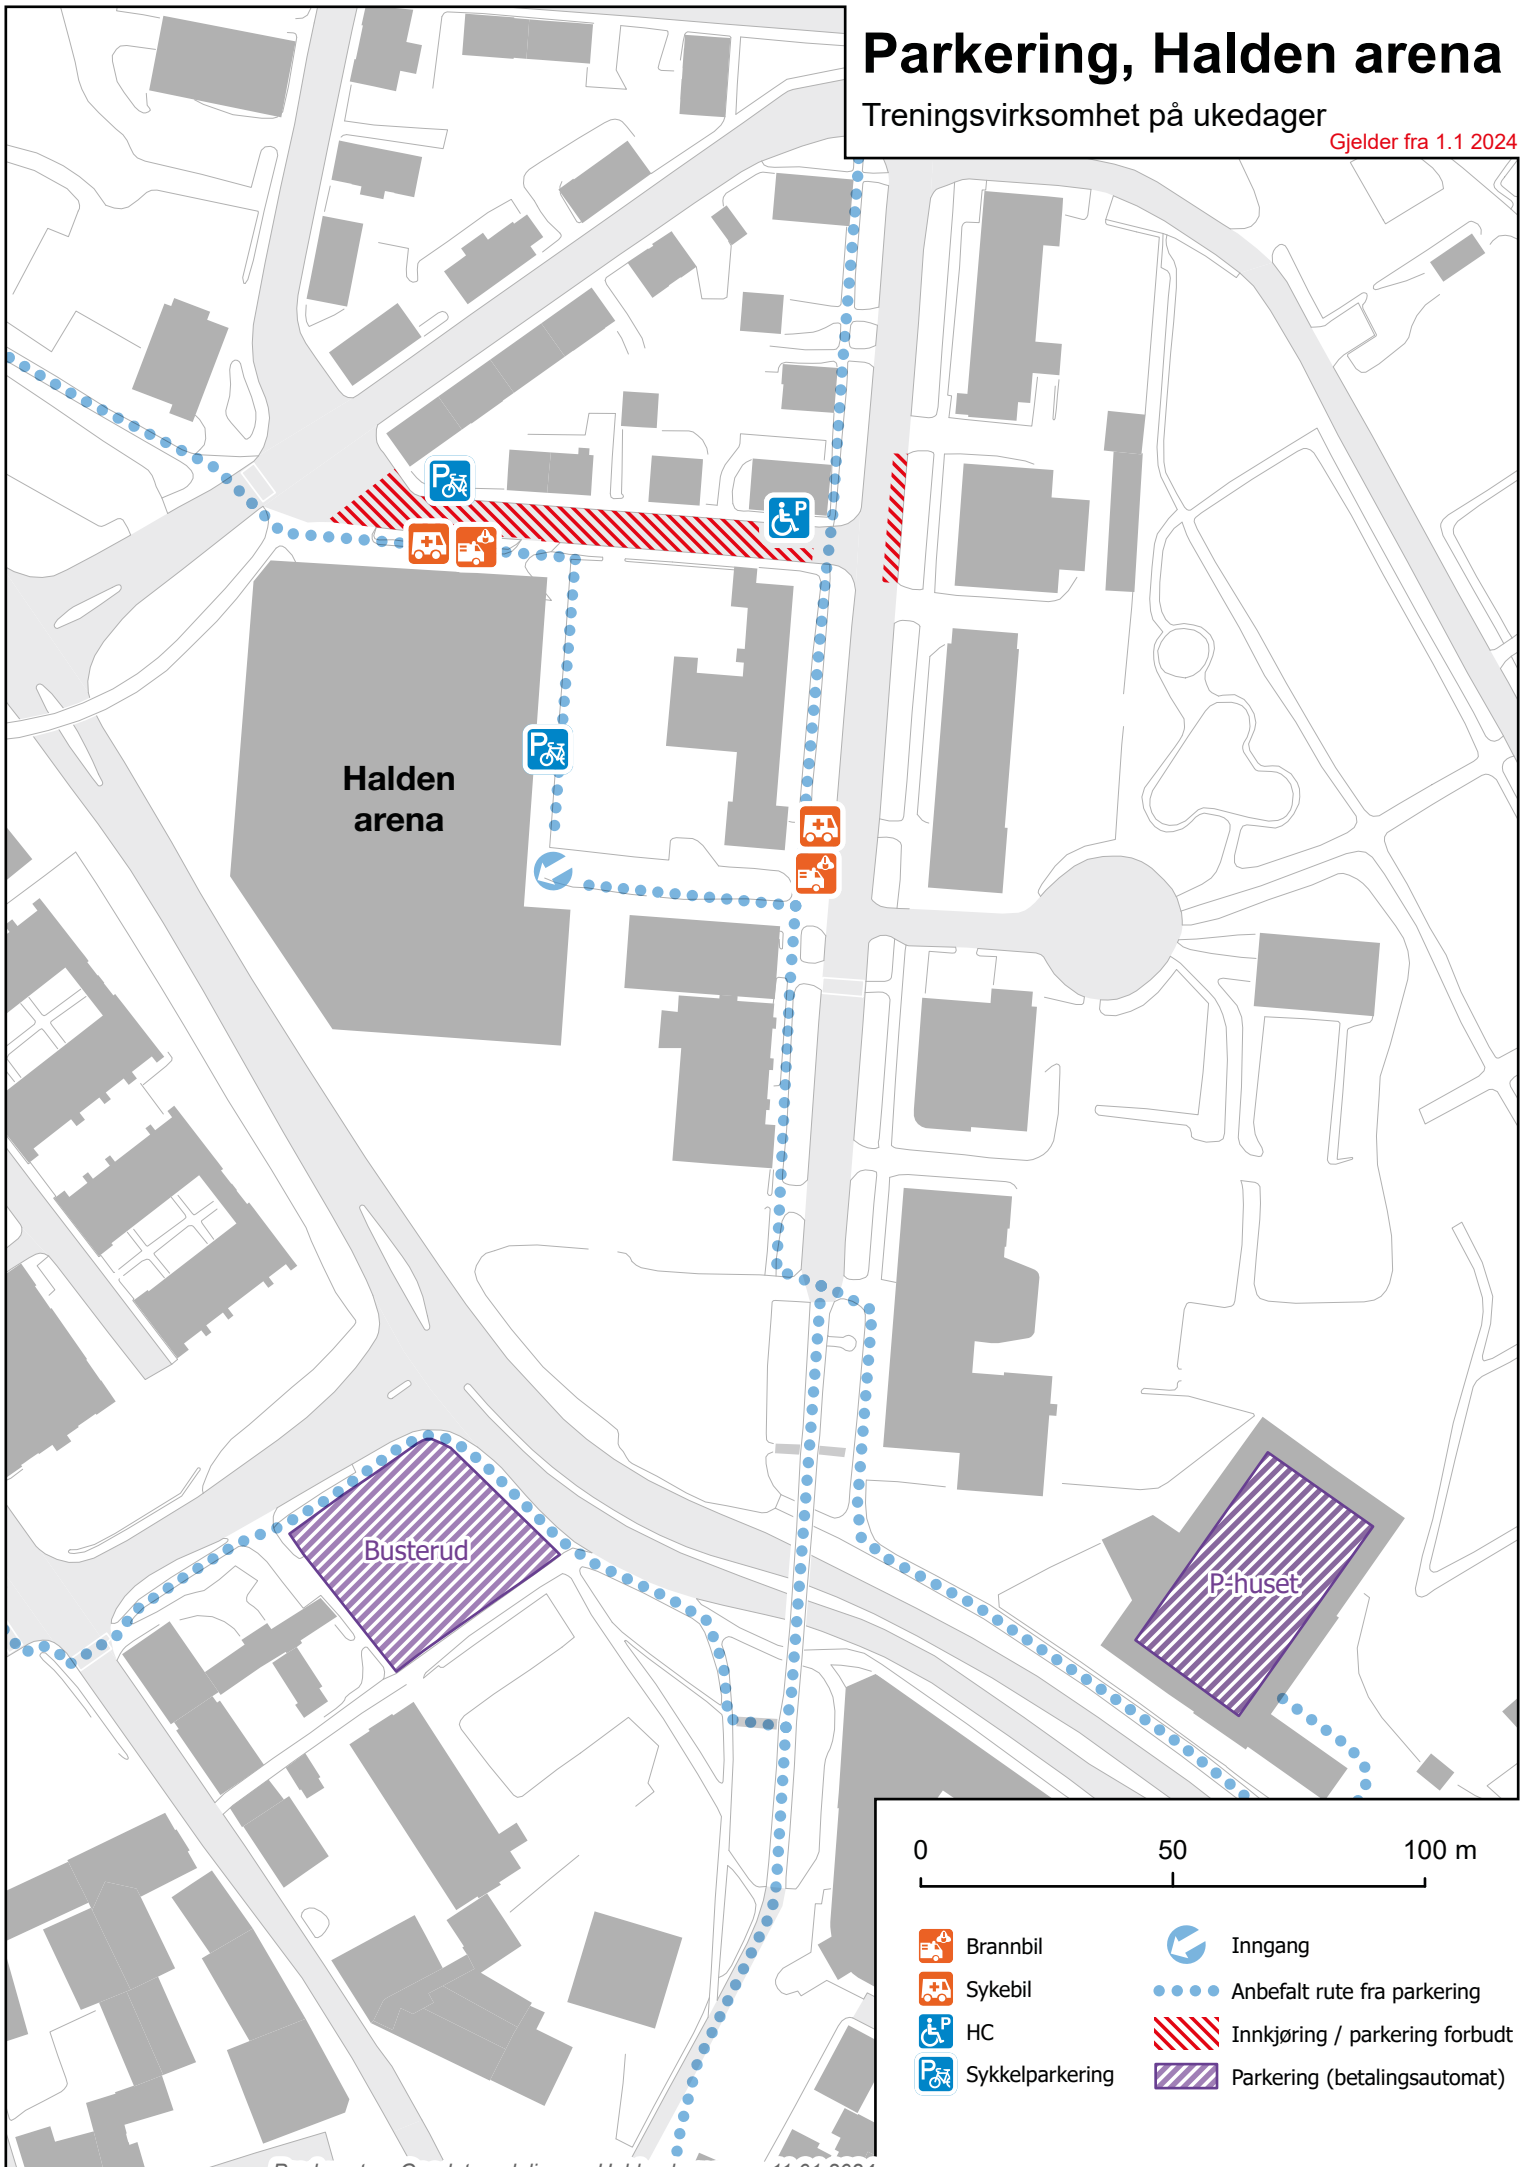 Parkering, Halden arena
Treningsvirksomhet på ukedager
Gjelder fra 1.1 2024
P
P
P
Halden
arena
Busterud
P-huset
0 50 100 m
Brannbil
Sykebil
P HC
P Sykkelparkering
Inngang
Anbefalt rute fra parkering
Innkjøring / parkering forbudt
Parkering (betalingsautomat)